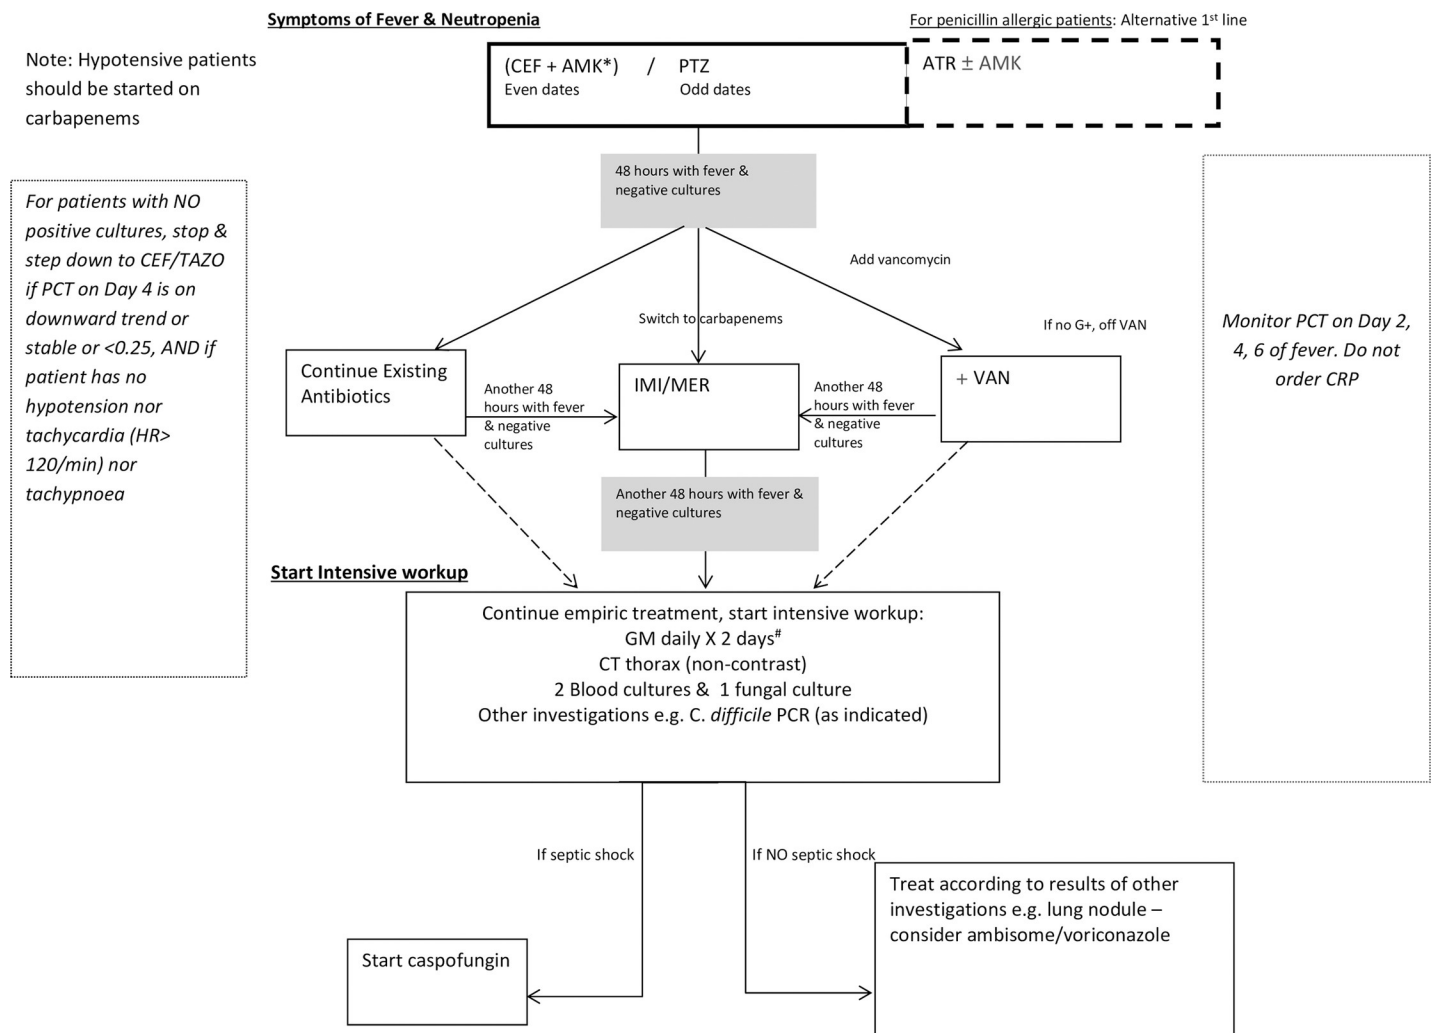 Symptoms of Fever & Neutropenia
For penicillin allergic patients: Alternative 1st line
Note: Hypotensive patients
should be started on
carbapenems
(CEF + AMK*) / PTZ
Even dates Odd dates
ATR ± AMK
48 hours with fever &
negative cultures
For patients with NO
positive cultures, stop &
step down to CEF/TAZO
if PCT on Day 4 is on
downward trend or
stable or <0.25, AND if
patient has no
hypotension nor
tachycardia (HR>
120/min) nor
tachypnoea
Add vancomycin
Switch to carbapenems
If no G+, off VAN
Monitor PCT on Day 2,
4, 6 of fever. Do not
order CRP
Continue Existing
Antibiotics
Another 48
hours with fever
& negative
cultures
IMI/MER
Another 48
hours with fever
& negative
cultures
+ VAN
Another 48 hours with fever &
negative cultures
Start Intensive workup
Continue empiric treatment, start intensive workup:
GM daily X 2 days#
CT thorax (non-contrast)
2 Blood cultures & 1 fungal culture
Other investigations e.g. C. difficile PCR (as indicated)
If septic shock
If NO septic shock
Treat according to results of other
investigations e.g. lung nodule –
consider ambisome/voriconazole
Start caspofungin